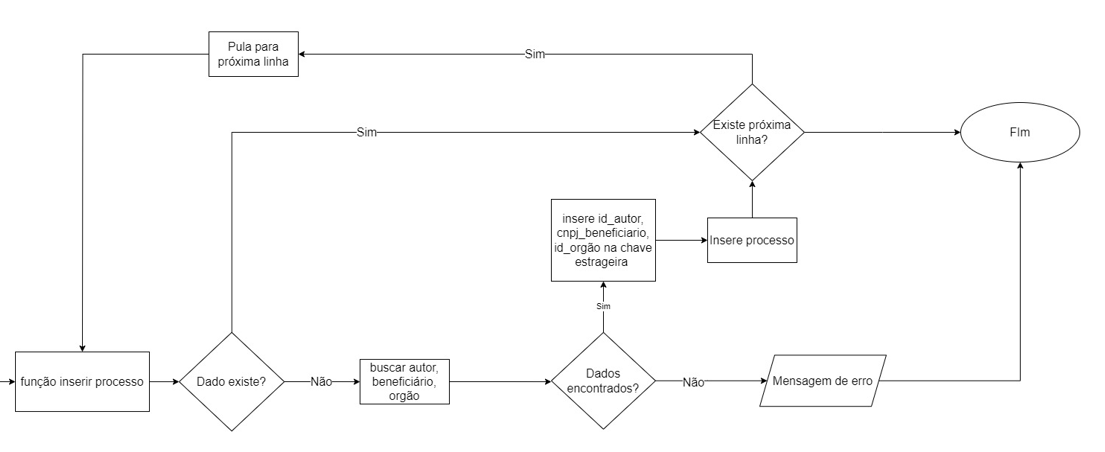 Pula para
próxima linha
Sim
Existe próxima
linha?
FIm
Sim
insere id_autor,
cnpj_beneficiario,
id_orgão na chave
estrageira
Insere processo
Sim
função inserir processo
Dado existe?
Não
buscar autor,
beneficiário,
orgão
Dados
encontrados?
Não
Mensagem de erro